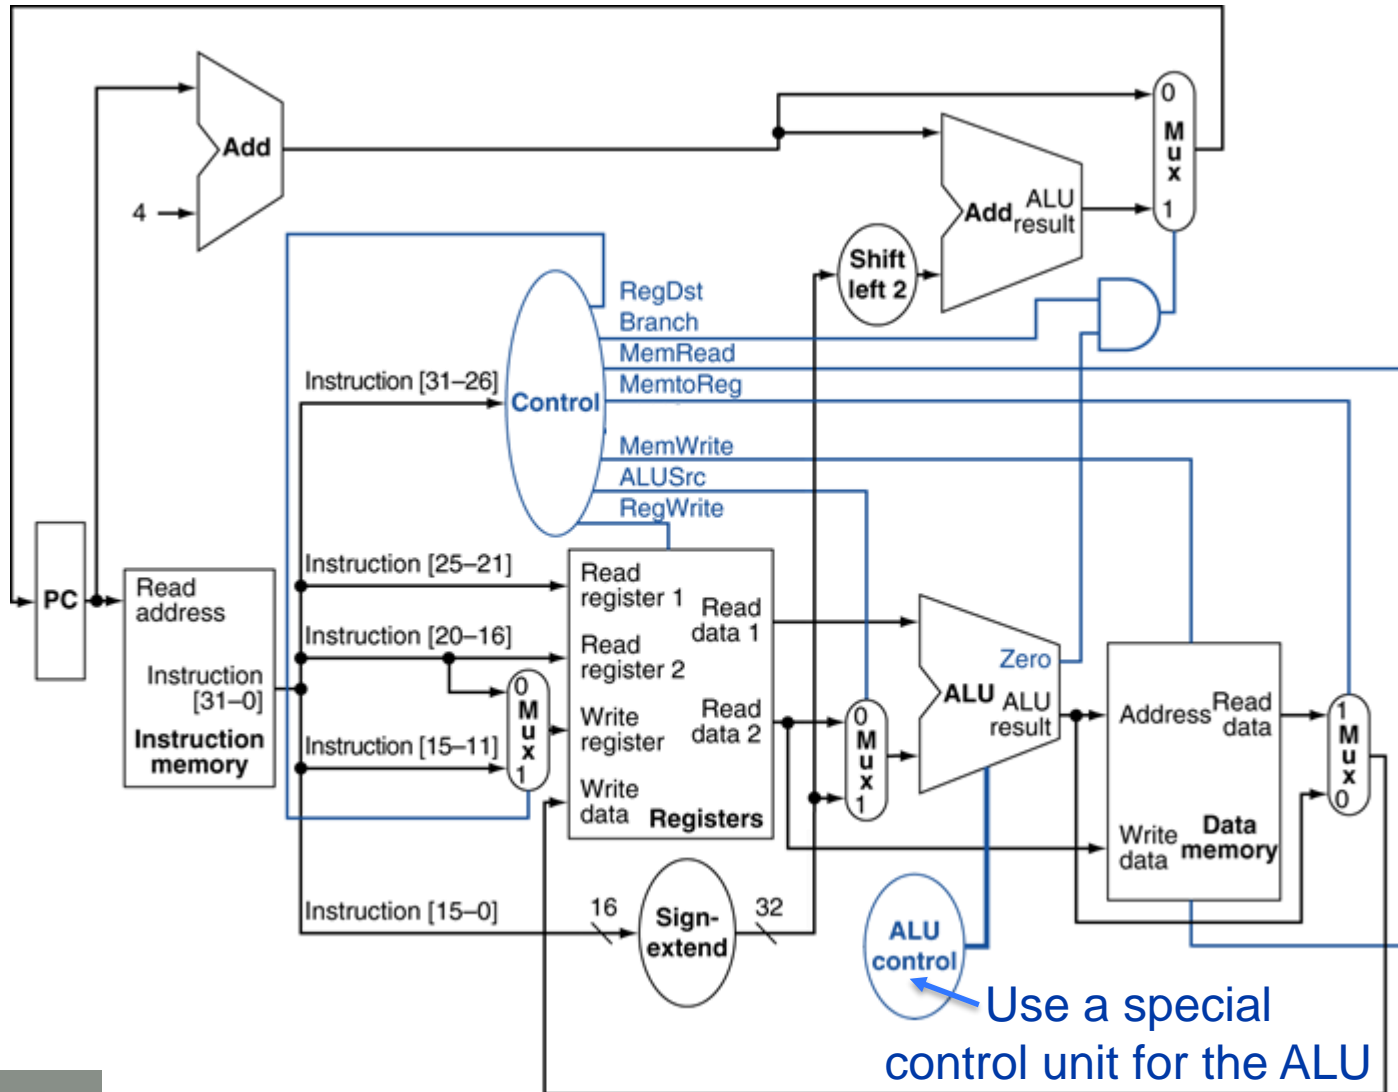 Add
4
0
M
u
x
1
Add
ALU
result
Shift
left 2
RegDst
Branch
MemRead
MemtoReg
MemWrite
ALUSrc
RegWrite
Control
Instruction [31–26]
Instruction [25–21]
Instruction [20–16]
Instruction [15–11]
Instruction [15–0]
PC
Read
address
Instruction
[31–0]
Instruction
memory
0
M
u
x
1
Read
register 1
Read
register 2
Write
register
Write
data
Read
data 1
Read
data 2
Registers
16
Sign-
extend
32
0
M
u
x
1
Zero
ALU
ALU
result
Address
Read
data
Write
data
Data
memory
1
M
u
x
0
ALU
control
Use a special
control unit for the ALU